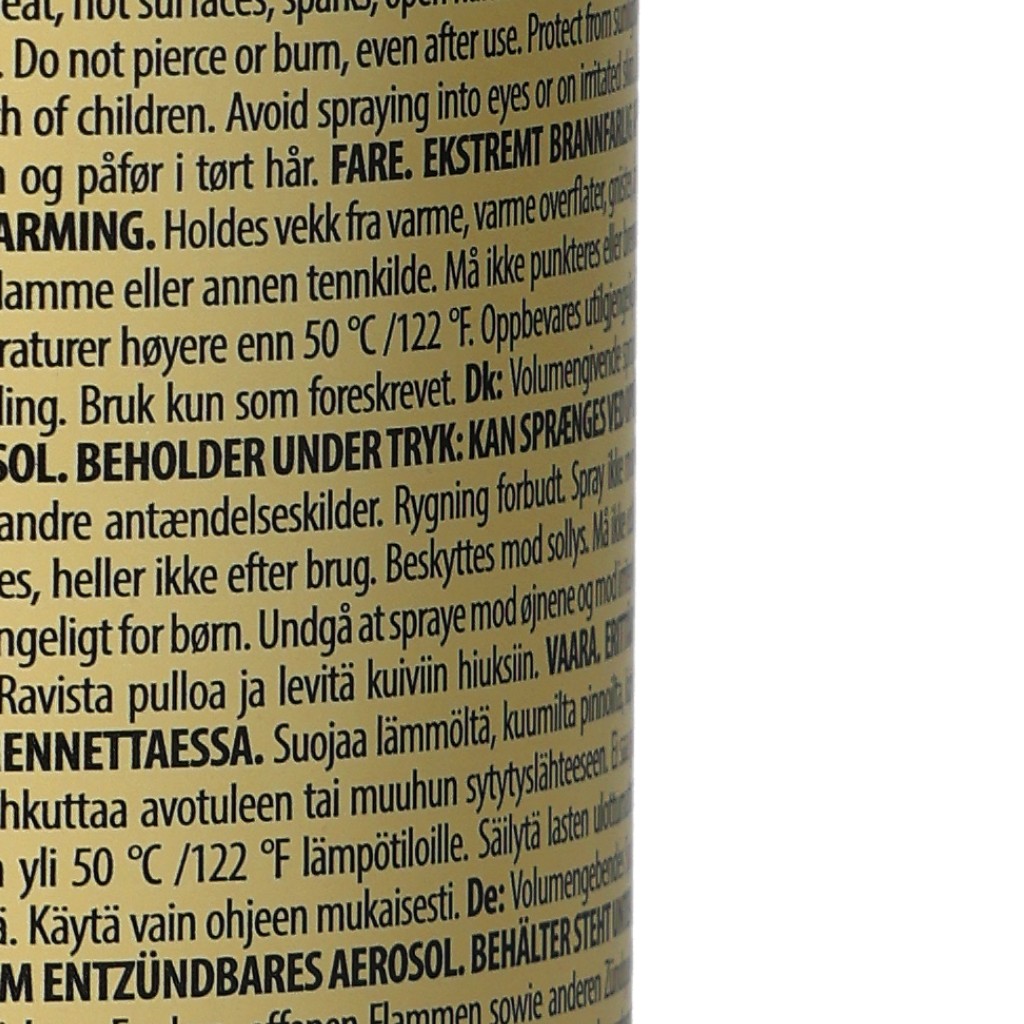 hot surfaces, sparks,
. Do not pierce or burn, even after use. Protect from
h of children. Avoid spraying into eyes or on irritated
og påfør i tørt hår. FARE. EKSTREMT BRANNFARLIG
ARMING. Holdes vekk fra varme, varme overflater,
lamme eller annen tennkilde. Må ikke punkteres eller
raturer høyere enn 50 °C /122 °F. Oppbevares
ling. Bruk kun som foreskrevet. Dk: Volumengivende
SOL. BEHOLDER UNDER TRYK: KAN SPRÆNGES VED
andre antændelseskilder. Rygning forbudt. Spray ikke
es, heller ikke efter brug. Beskyttes mod sollys. Må ikke
ngeligt for børn. Undgå at spraye mod øjnene og mod
Ravista pulloa ja levitä kuiviin hiuksiin. VAARA.
ENNETTAESSA. Suojaa lämmöltä, kuumilta pinnoilta,
hkuttaa avotuleen tai muuhun sytytyslähteeseen. Ei
yli 50 °C /122 °F lämpötiloille. Säilytä lasten
ä. Käytä vain ohjeen mukaisesti. De: Volumengebendes
M ENTZÜNDBARES AEROSOL. BEHÄLTER STEHT
offenen Flammen sowie anderen